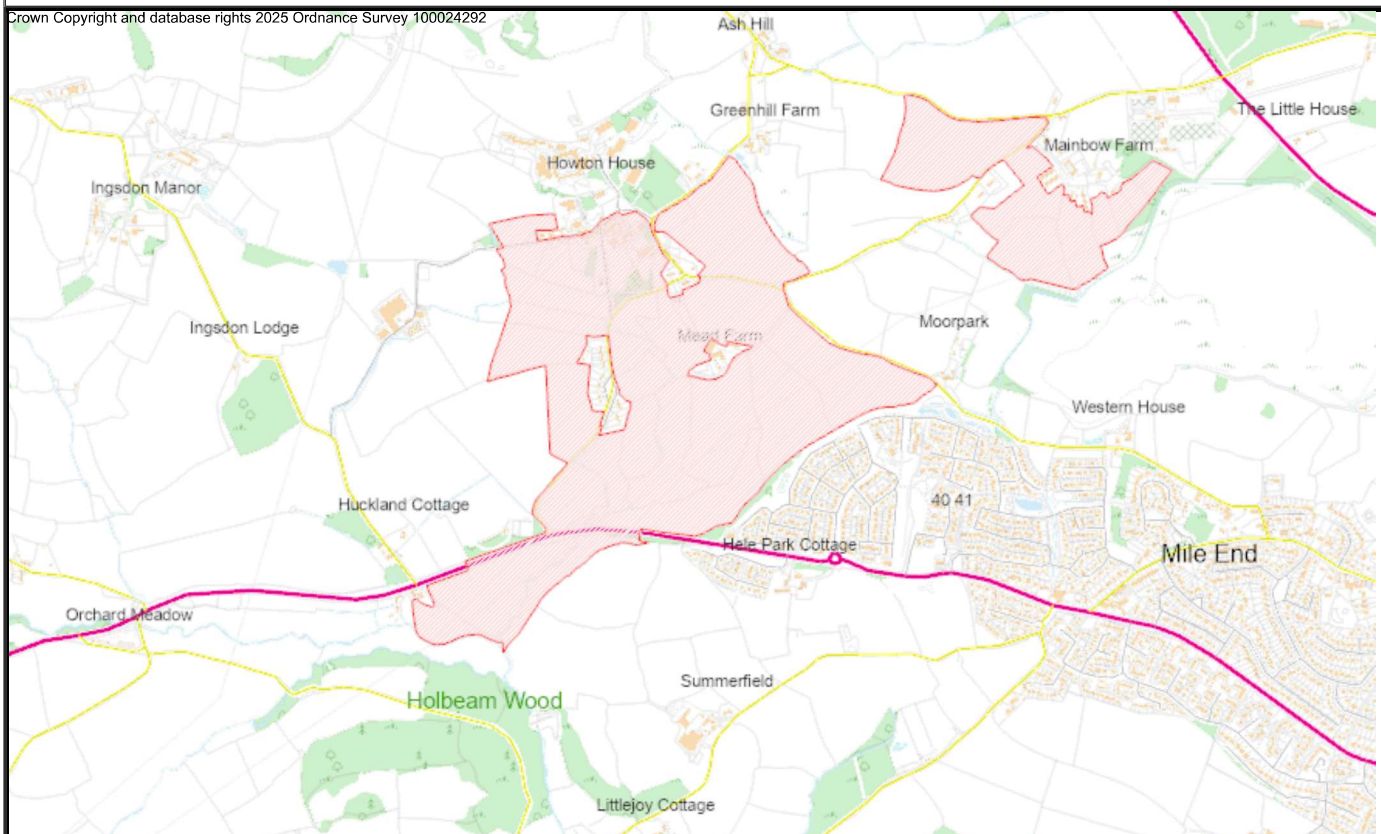 Crown Copyright and database rights 2025 Ordnance Survey 100024292
Ash Hill
Greenhill Farm
The Little House
Mainbow Farm
Howton House
Ingsdon Manor
Ingsdon Lodge
Moorpark
Mead Farm
Western House
Huckland Cottage
40 41
Hele Park Cottage
Mile End
Orchard Meadow
Summerfield
Holbeam Wood
Littlejoy Cottage